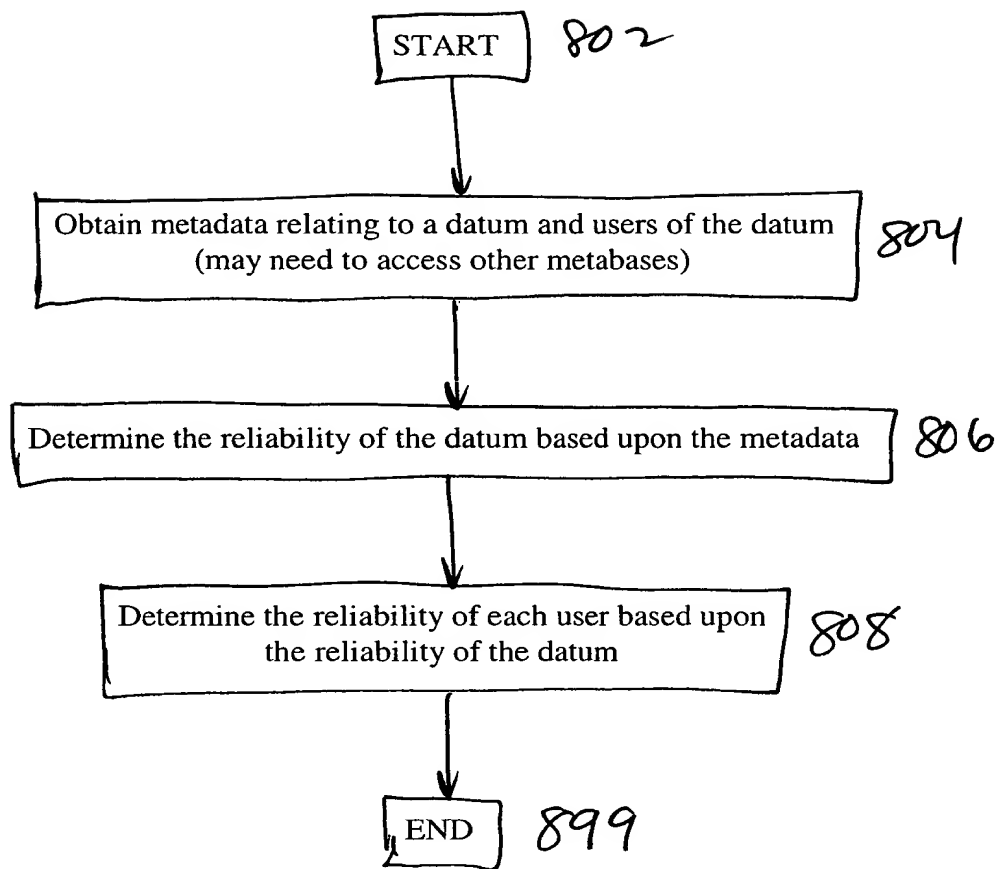 START 802
Obtain metadata relating to a datum and users of the datum
(may need to access other metabases) 804
Determine the reliability of the datum based upon the metadata 806
Determine the reliability of each user based upon
the reliability of the datum 808
END 899